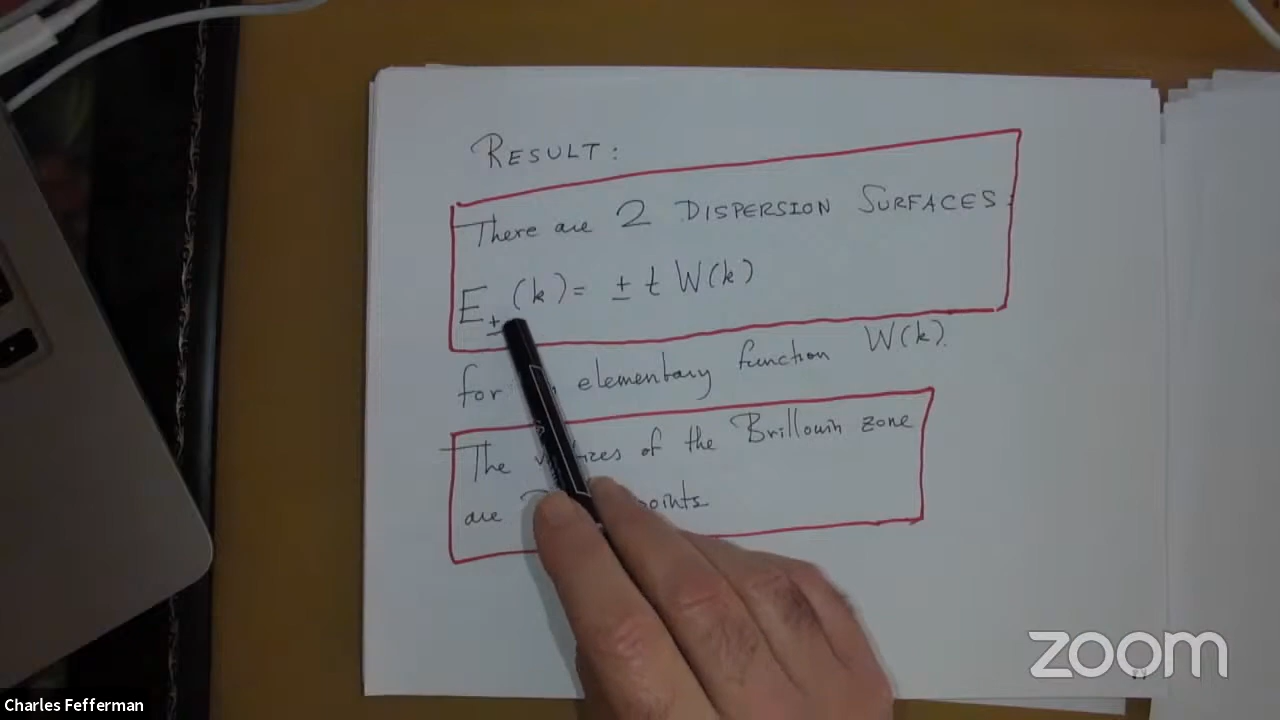 RESULT:
There are 2 DISPERSION SURFACES:
E± (k) = ± t W(k)
for elementary function W(k).
The of the Brillouin zone
are points
zoom
Charles Fefferman